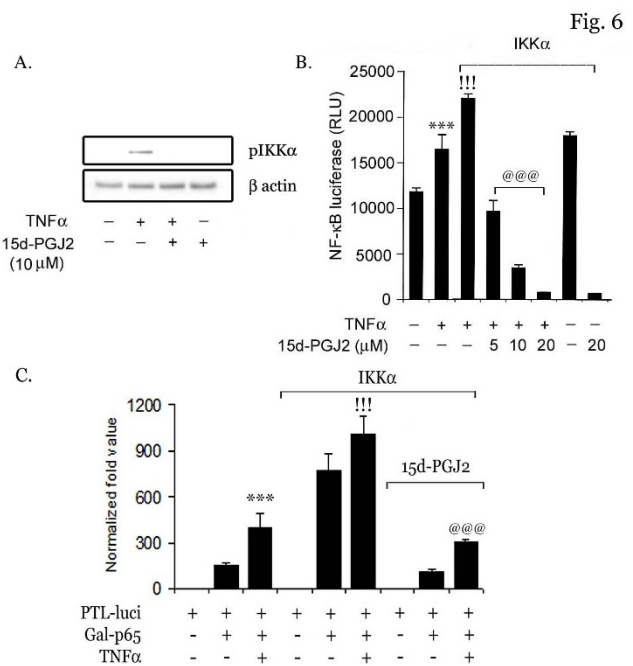 Fig. 6
A.
pIKKα
β actin
TNFα - + + -
15d-PGJ2 - - + +
(10 μM)
B.
IKKα
NF-κB luciferase (RLU)
25000
20000
15000
10000
5000
0
***
!!!
@@@
TNFα - + + + + + - -
15d-PGJ2 (μM) - - - 5 10 20 - 20
C.
IKKα
15d-PGJ2
Normalized fold value
1200
900
600
300
0
***
!!!
@@@
PTL-luci + + + + + + + + +
Gal-p65 - + + - + + - + +
TNFα - - + - - + - - +